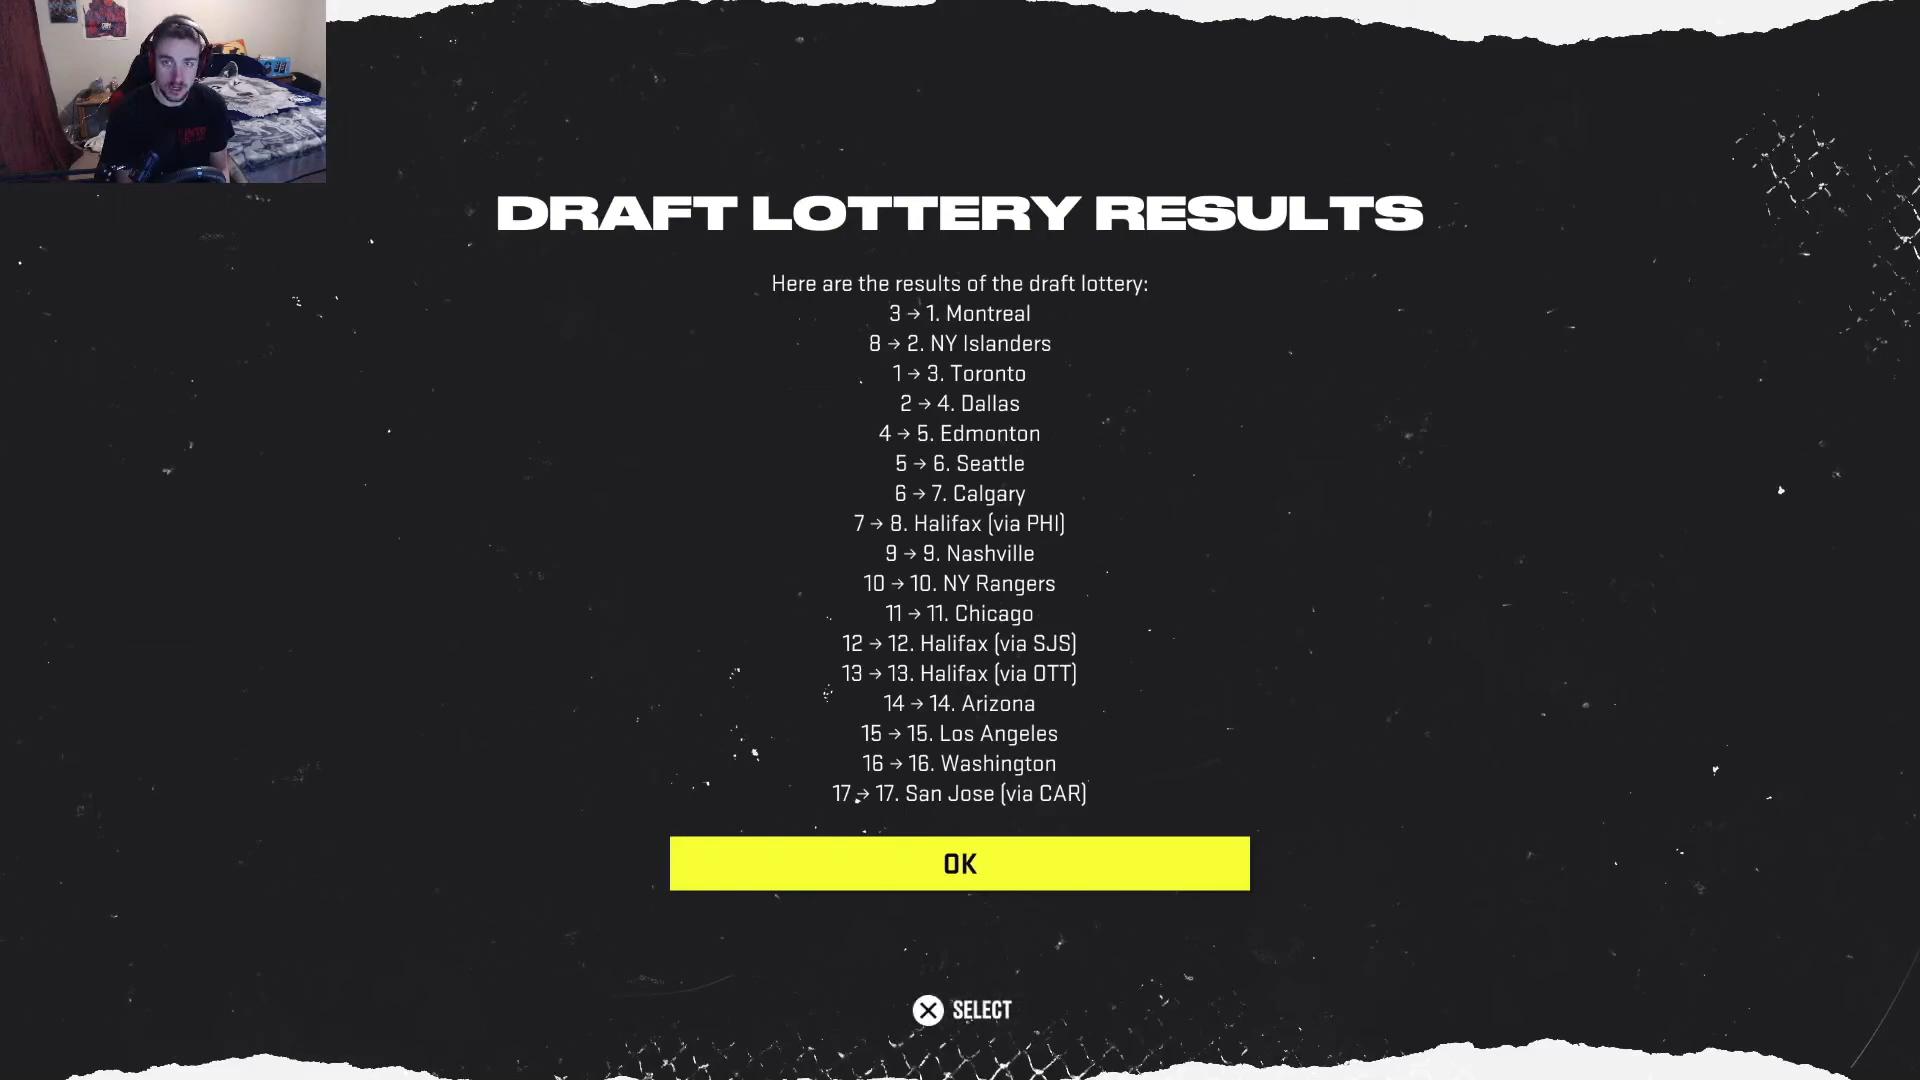 DRAFT LOTTERY RESULTS
Here are the results of the draft lottery:
3 → 1. Montreal
8 → 2. NY Islanders
1 → 3. Toronto
2 → 4. Dallas
4 → 5. Edmonton
5 → 6. Seattle
6 → 7. Calgary
7 → 8. Halifax (via PHI)
9 → 9. Nashville
10 → 10. NY Rangers
11 → 11. Chicago
12 → 12. Halifax (via SJS)
13 → 13. Halifax (via OTT)
14 → 14. Arizona
15 → 15. Los Angeles
16 → 16. Washington
17 → 17. San Jose (via CAR)
OK
SELECT